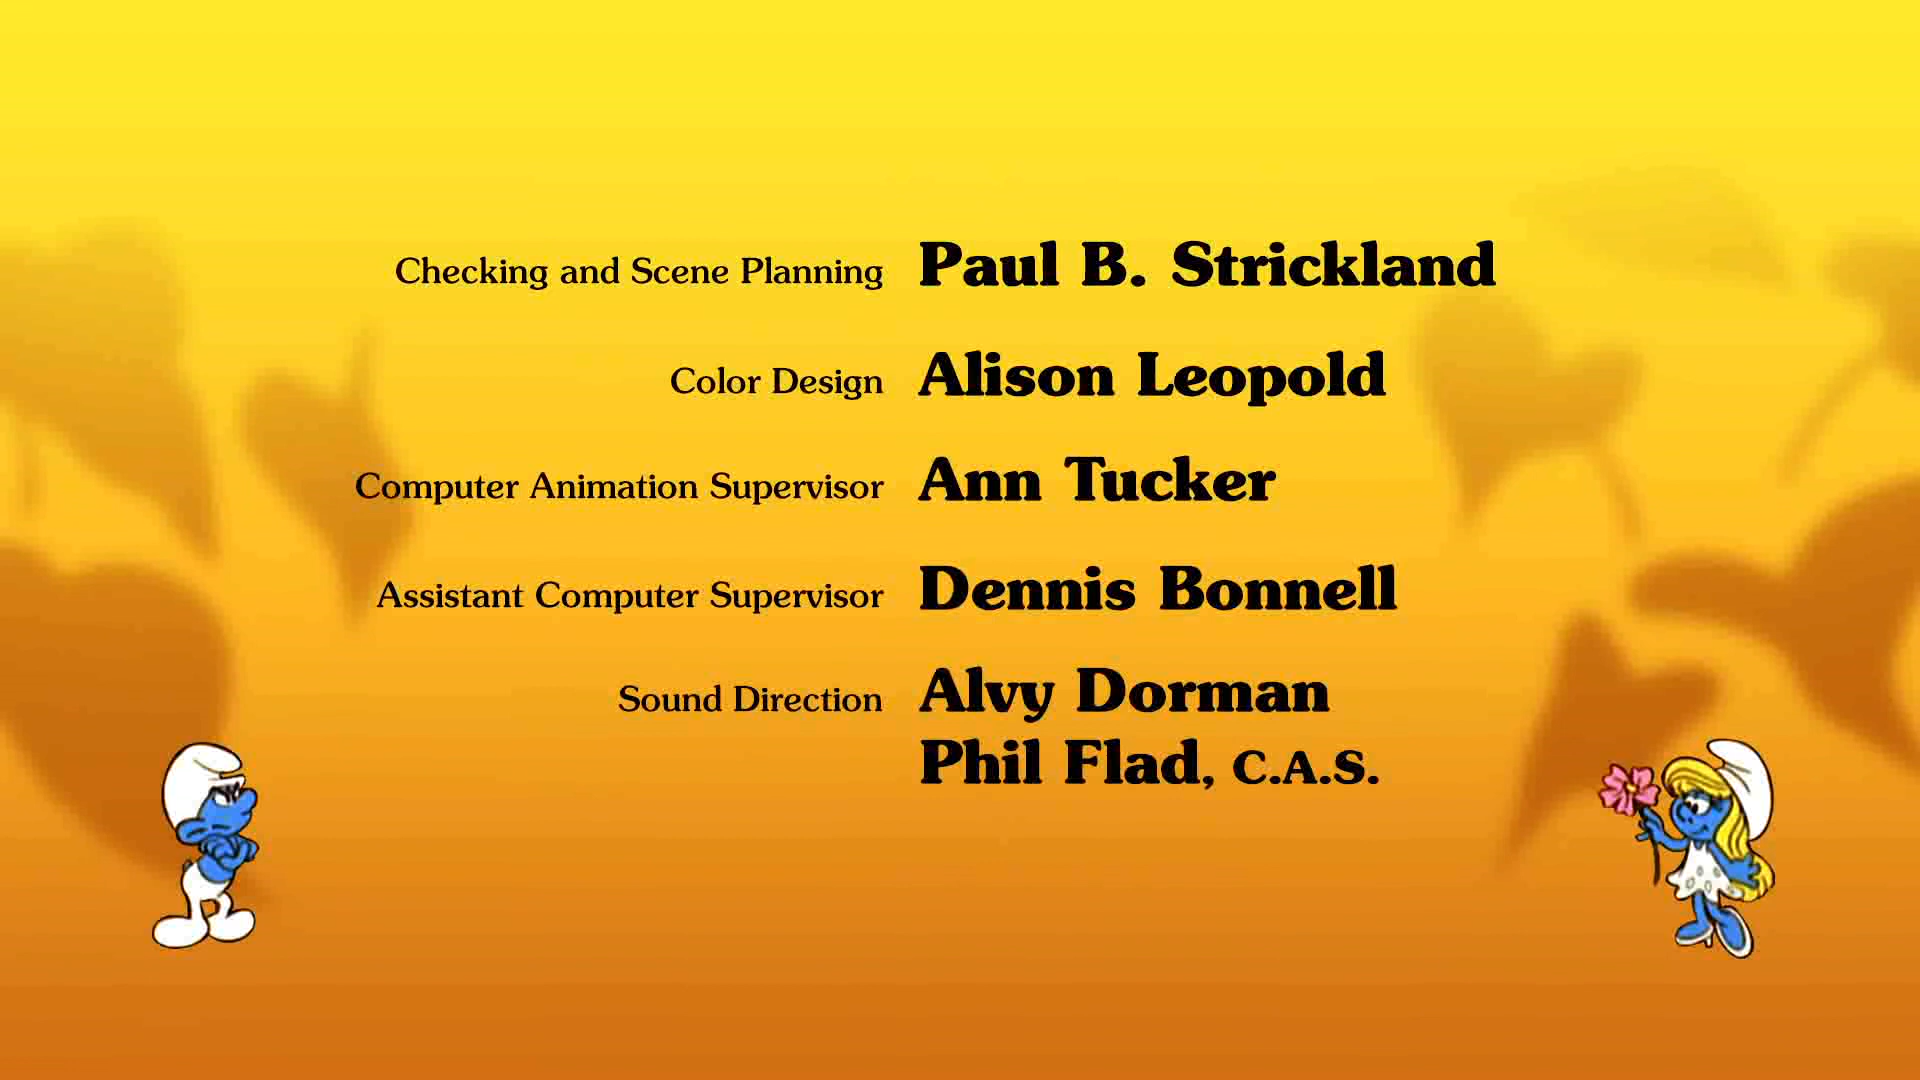 Checking and Scene Planning Paul B. Strickland
Color Design Alison Leopold
Computer Animation Supervisor Ann Tucker
Assistant Computer Supervisor Dennis Bonnell
Sound Direction Alvy Dorman
Phil Flad, C.A.S.